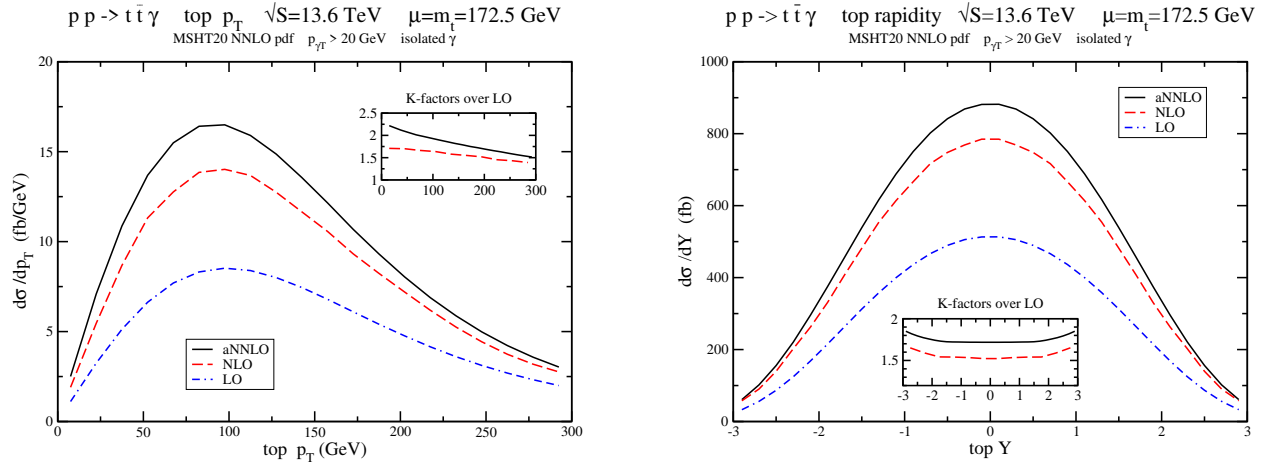 p p -> t t̄ γ top p_T √S=13.6 TeV μ=m_t=172.5 GeV
MSHT20 NNLO pdf p_γT > 20 GeV isolated γ
dσ/dp_T (fb/GeV)
20
15
10
5
0
K-factors over LO
2.5
2
1.5
1
0 100 200 300
aNNLO
NLO
LO
0 50 100 150 200 250 300
top p_T (GeV)
p p -> t t̄ γ top rapidity √S=13.6 TeV μ=m_t=172.5 GeV
MSHT20 NNLO pdf p_γT > 20 GeV isolated γ
dσ/dY (fb)
1000
800
600
400
200
0
aNNLO
NLO
LO
K-factors over LO
2
1.5
-3 -2 -1 0 1 2 3
-3 -2 -1 0 1 2 3
top Y